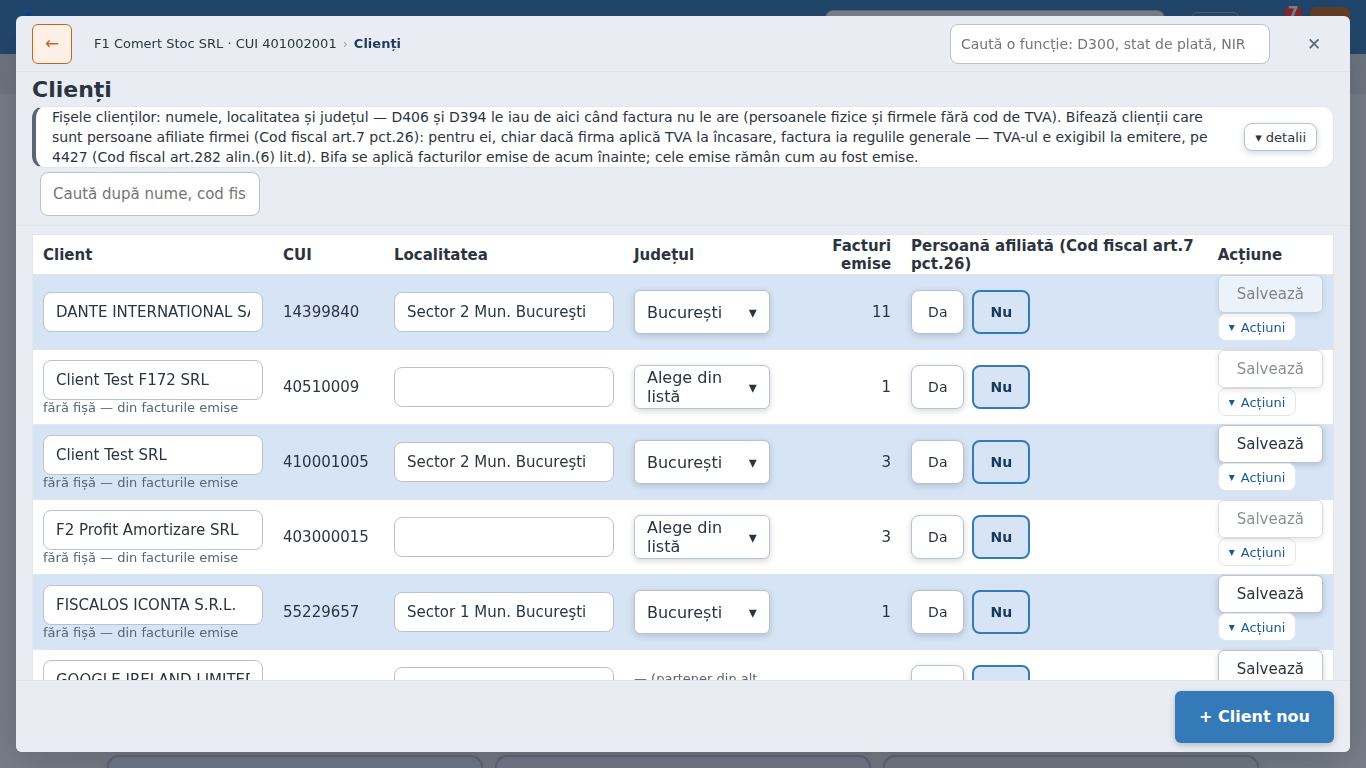 7
←
F1 Comert Stoc SRL · CUI 401002001 › Clienți
Caută o funcție: D300, stat de plată, NIR
✕
Clienți
Fișele clienților: numele, localitatea și județul — D406 și D394 le iau de aici când factura nu le are (persoanele fizice și firmele fără cod de TVA). Bifează clienții care
sunt persoane afiliate firmei (Cod fiscal art.7 pct.26): pentru ei, chiar dacă firma aplică TVA la încasare, factura ia regulile generale — TVA-ul e exigibil la emitere, pe
4427 (Cod fiscal art.282 alin.(6) lit.d). Bifa se aplică facturilor emise de acum înainte; cele emise rămân cum au fost emise.
▾ detalii
Caută după nume, cod fis
Client CUI Localitatea Județul Facturi emise Persoană afiliată (Cod fiscal art.7 pct.26) Acțiune
DANTE INTERNATIONAL SA 14399840 Sector 2 Mun. Bucureşti București ▼ 11 Da Nu Salvează
▾ Acțiuni
Client Test F172 SRL 40510009 Alege din listă ▼ 1 Da Nu Salvează
fără fișă — din facturile emise ▾ Acțiuni
Client Test SRL 410001005 Sector 2 Mun. Bucureşti București ▼ 3 Da Nu Salvează
fără fișă — din facturile emise ▾ Acțiuni
F2 Profit Amortizare SRL 403000015 Alege din listă ▼ 3 Da Nu Salvează
fără fișă — din facturile emise ▾ Acțiuni
FISCALOS ICONTA S.R.L. 55229657 Sector 1 Mun. Bucureşti București ▼ 1 Da Nu Salvează
fără fișă — din facturile emise ▾ Acțiuni
GOOGLE IRELAND LIMITED — (partener din alt Salvează
+ Client nou